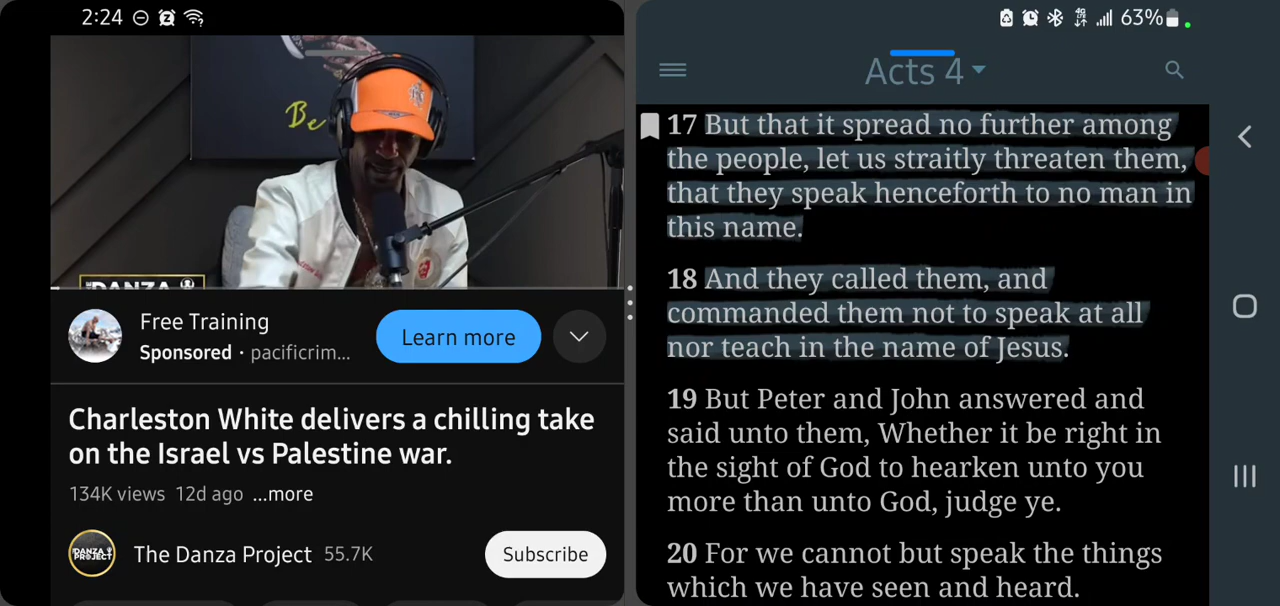 2:24
Be
DANZA
Free Training
Sponsored · pacificrim...
Learn more
Charleston White delivers a chilling take
on the Israel vs Palestine war.
134K views 12d ago ...more
DANZA
PROJECT
The Danza Project 55.7K
Subscribe
4G
63%
Acts 4
17 But that it spread no further among
the people, let us straitly threaten them,
that they speak henceforth to no man in
this name.
18 And they called them, and
commanded them not to speak at all
nor teach in the name of Jesus.
19 But Peter and John answered and
said unto them, Whether it be right in
the sight of God to hearken unto you
more than unto God, judge ye.
20 For we cannot but speak the things
which we have seen and heard.